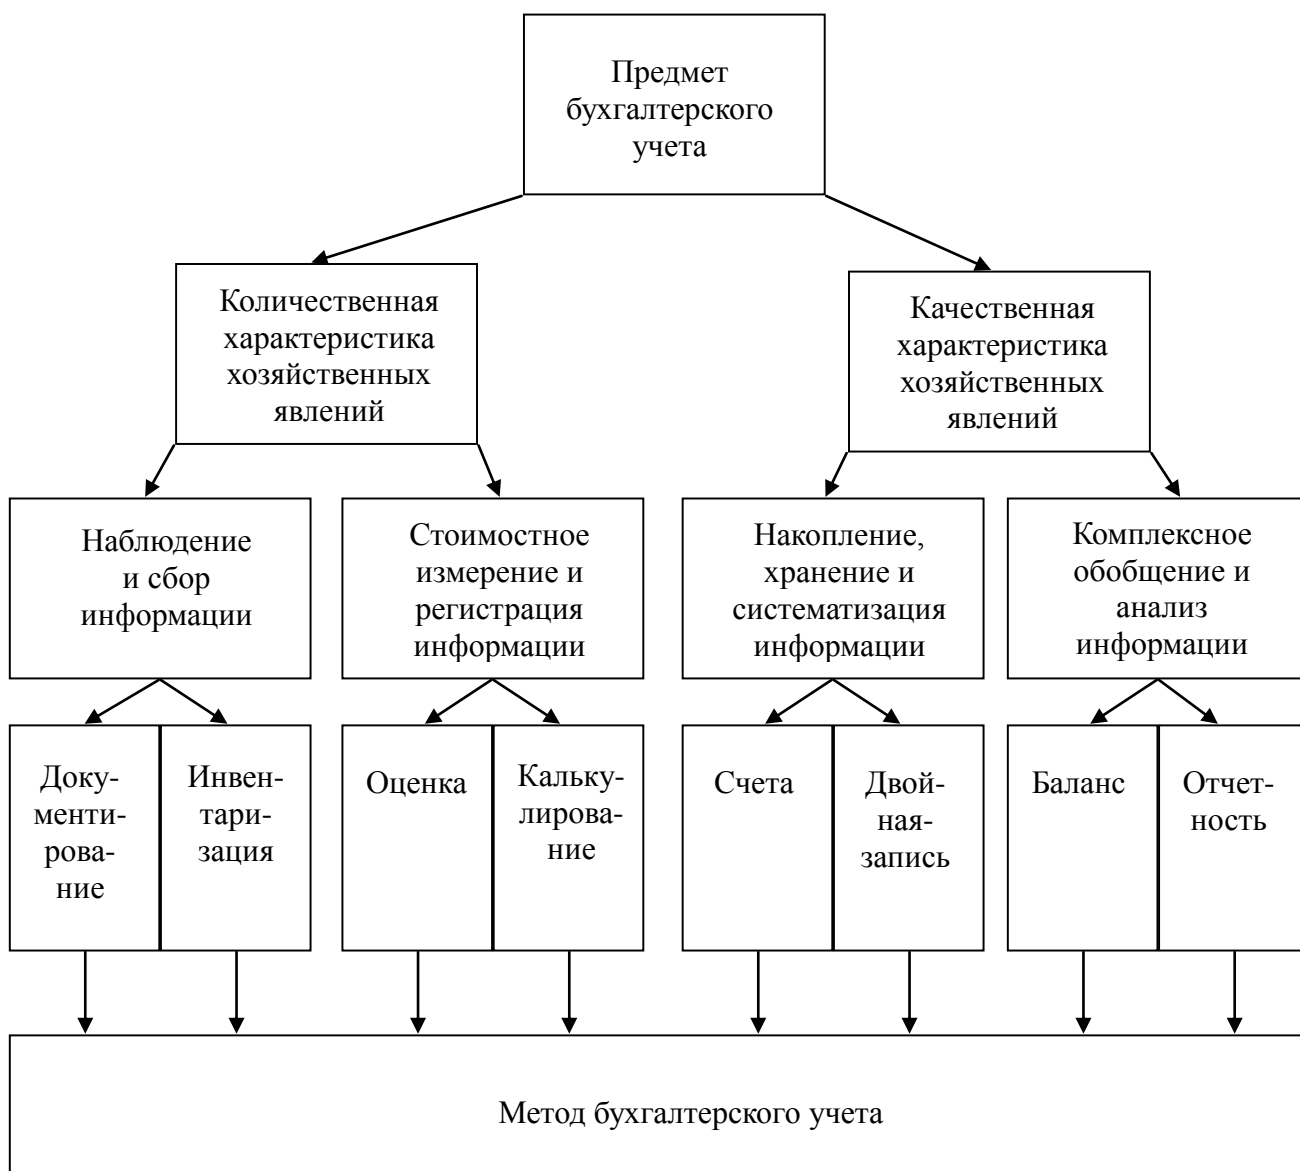 Предмет
бухгалтерского
учета
Количественная
характеристика
хозяйственных
явлений
Качественная
характеристика
хозяйственных
явлений
Наблюдение
и сбор
информации
Стоимостное
измерение и
регистрация
информации
Накопление,
хранение и
систематизация
информации
Комплексное
обобщение и
анализ
информации
Доку-
менти-
рова-
ние
Инвен-
тари-
зация
Оценка
Кальку-
лирова-
ние
Счета
Двой-
ная-
запись
Баланс
Отчет-
ность
Метод бухгалтерского учета